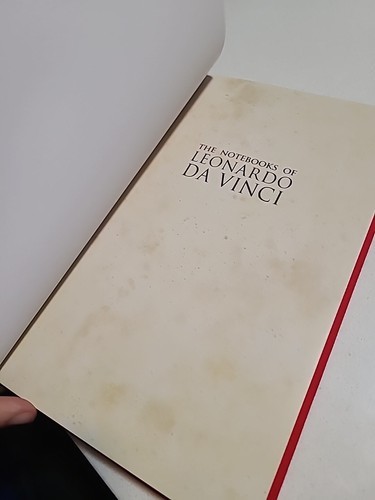 THE NOTEBOOKS OF
LEONARDO
DA VINCI